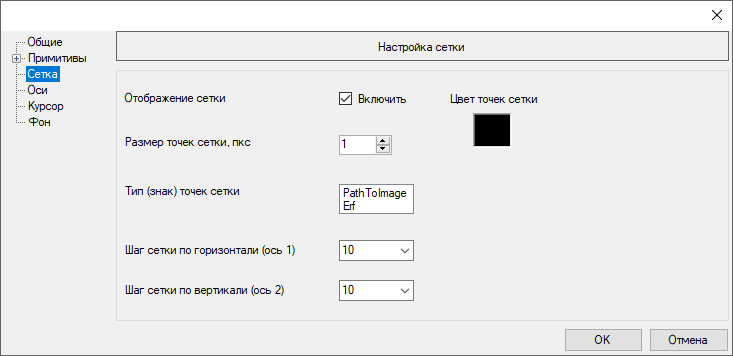 Общие
Примитивы
Сетка
Оси
Курсор
Фон
Настройка сетки
Отображение сетки
Включить
Цвет точек сетки
Размер точек сетки, пкс
1
Тип (знак) точек сетки
PathToImage
Erf
Шаг сетки по горизонтали (ось 1)
10
Шаг сетки по вертикали (ось 2)
10
OK
Отмена